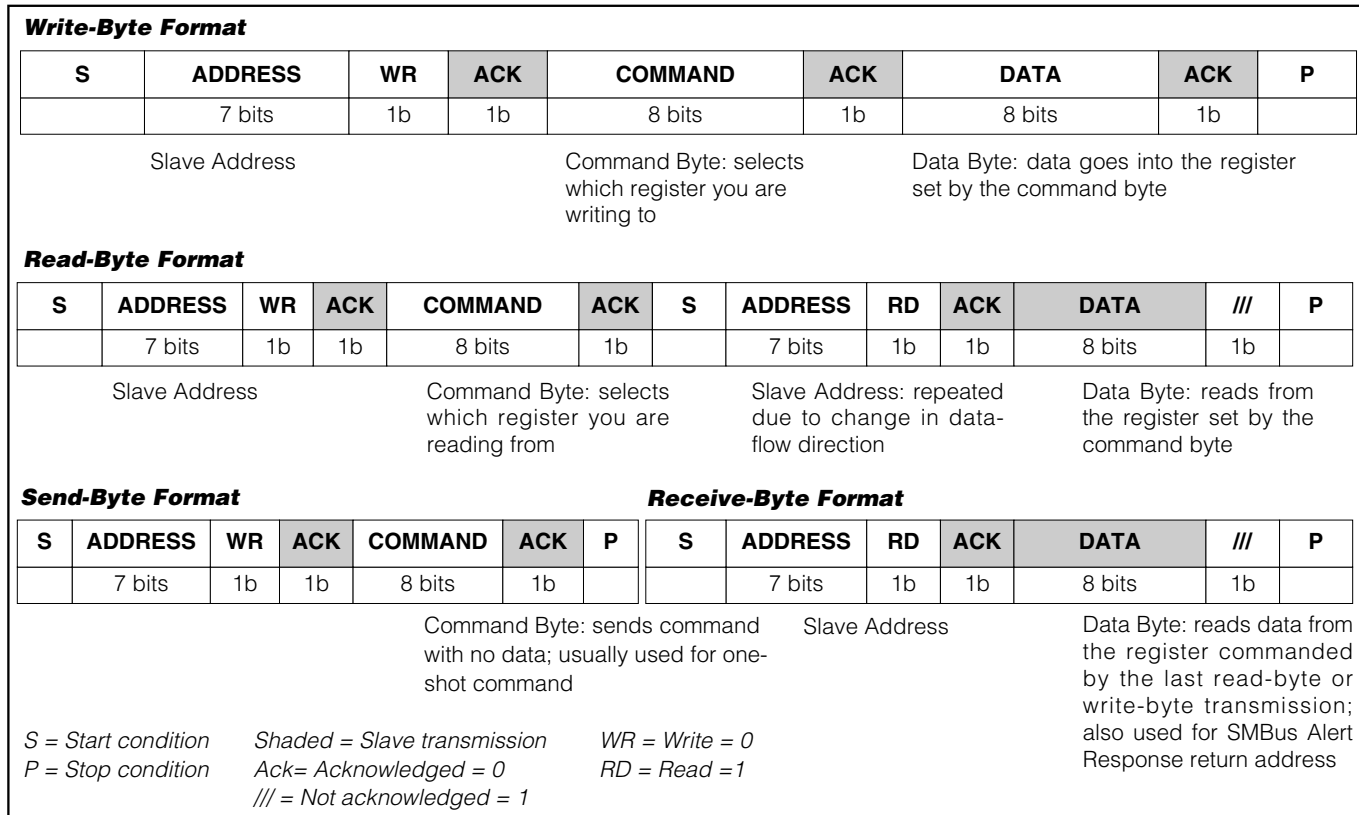 Write-Byte Format
S ADDRESS WR ACK COMMAND ACK DATA ACK P
7 bits 1b 1b 8 bits 1b 8 bits 1b
Slave Address
Command Byte: selects
which register you are
writing to
Data Byte: data goes into the register
set by the command byte
Read-Byte Format
S ADDRESS WR ACK COMMAND ACK S ADDRESS RD ACK DATA /// P
7 bits 1b 1b 8 bits 1b 7 bits 1b 1b 8 bits 1b
Slave Address
Command Byte: selects
which register you are
reading from
Slave Address: repeated
due to change in data-
flow direction
Data Byte: reads from
the register set by the
command byte
Send-Byte Format
S ADDRESS WR ACK COMMAND ACK P
7 bits 1b 1b 8 bits 1b
Command Byte: sends command
with no data; usually used for one-
shot command
Receive-Byte Format
S ADDRESS RD ACK DATA /// P
7 bits 1b 1b 8 bits 1b
Slave Address
Data Byte: reads data from
the register commanded
by the last read-byte or
write-byte transmission;
also used for SMBus Alert
Response return address
S = Start condition
P = Stop condition
Shaded = Slave transmission
Ack= Acknowledged = 0
/// = Not acknowledged = 1
WR = Write = 0
RD = Read =1